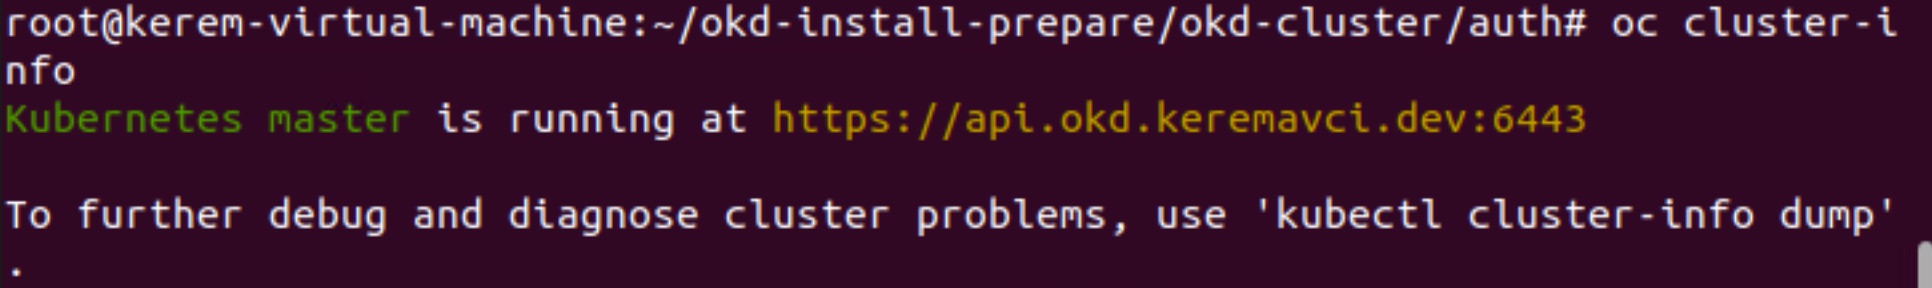 root@kerem-virtual-machine:~/okd-install-prepare/okd-cluster/auth# oc cluster-i
nfo
Kubernetes master is running at https://api.okd.keremavci.dev:6443
To further debug and diagnose cluster problems, use 'kubectl cluster-info dump'
.